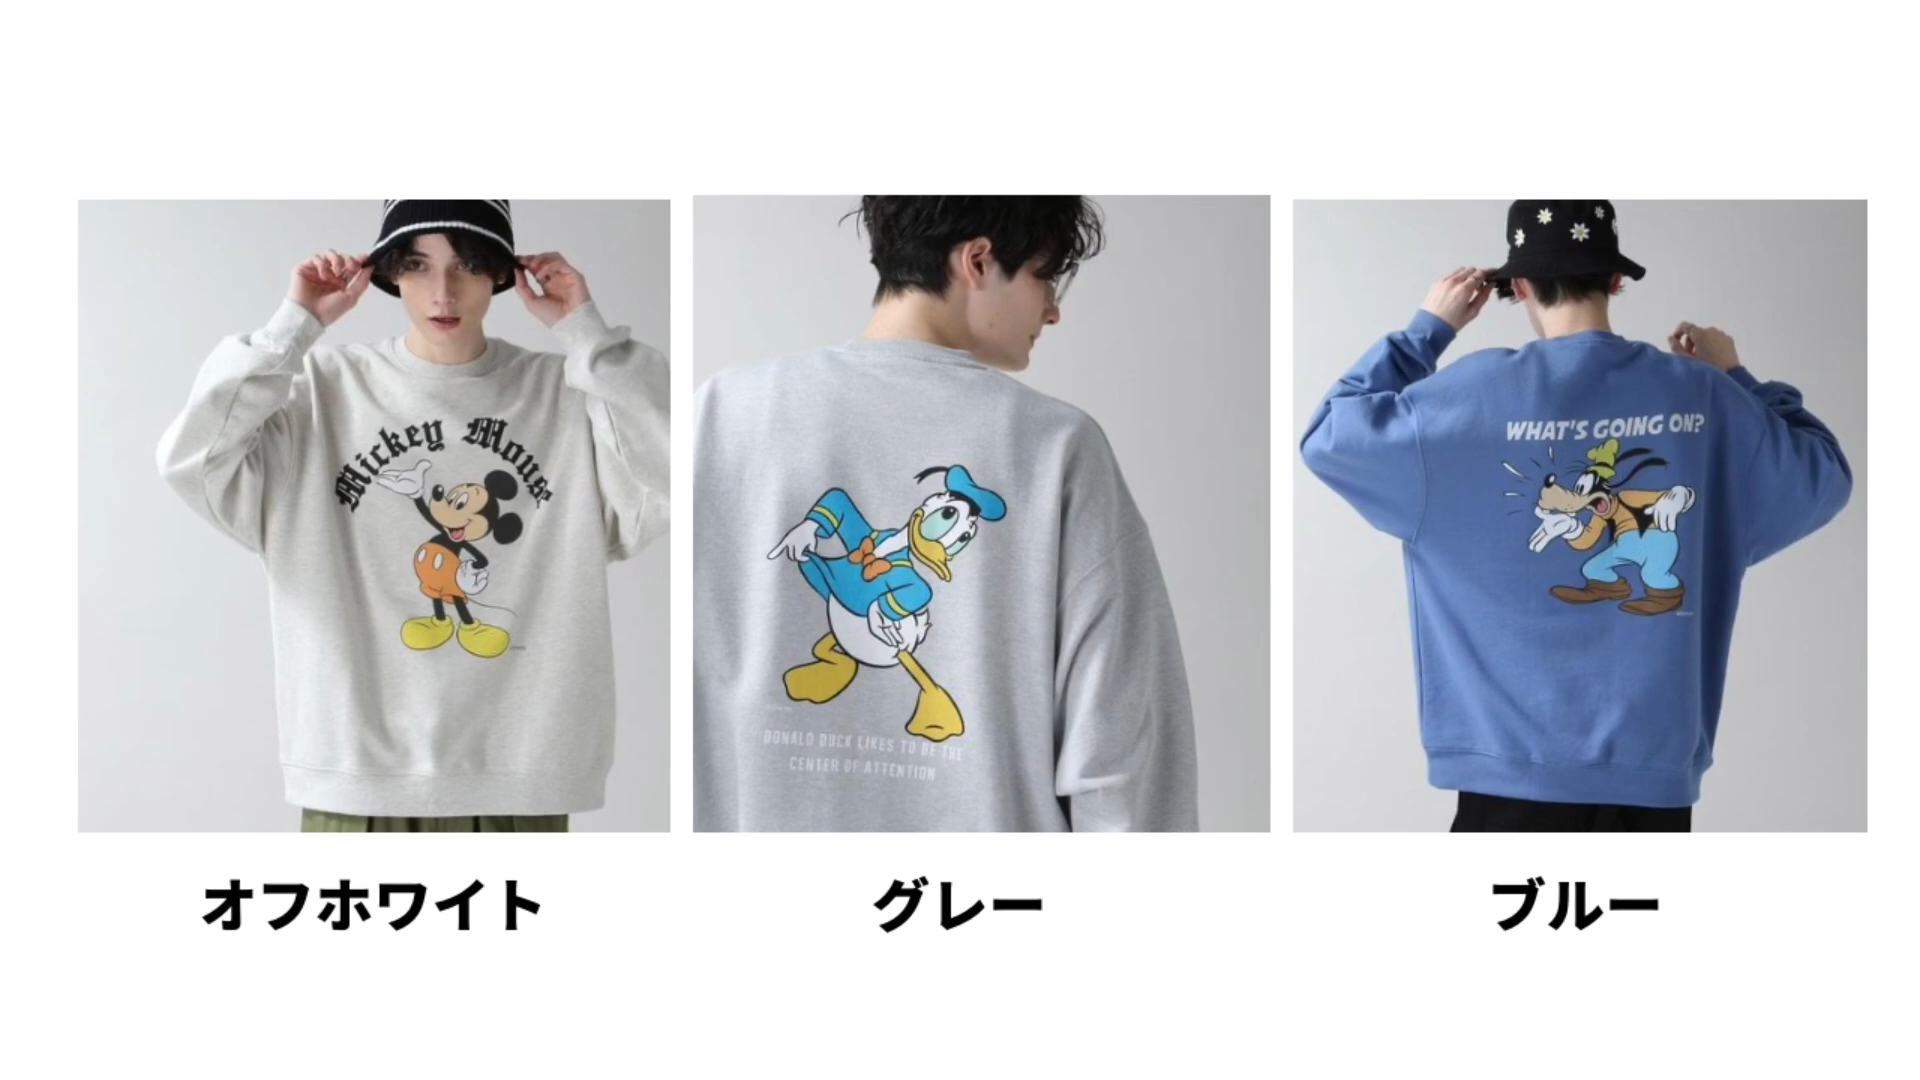 Mickey Mouse
オフホワイト
DONALD DUCK LIKES TO BE THE
CENTER OF ATTENTION
グレー
WHAT'S GOING ON?
ブルー